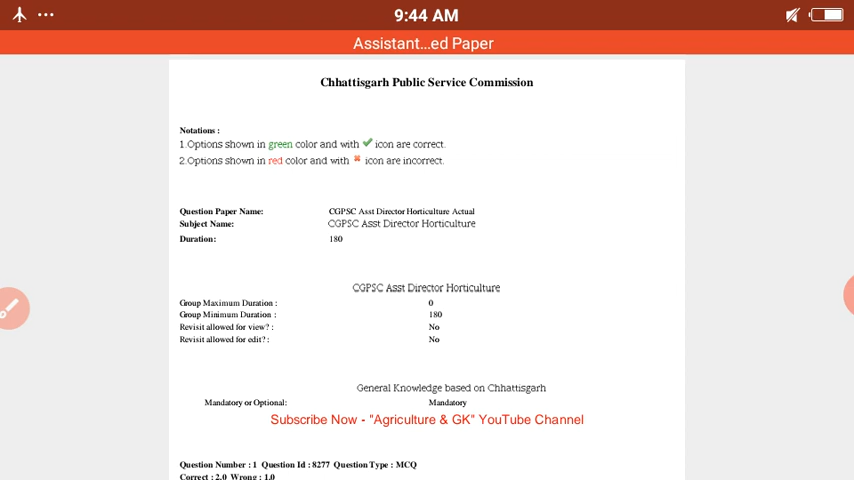 9:44 AM
Assistant...ed Paper
Chhattisgarh Public Service Commission
Notations :
1.Options shown in green color and with icon are correct.
2.Options shown in red color and with icon are incorrect.
Question Paper Name: CGPSC Asst Director Horticulture Actual
Subject Name: CGPSC Asst Director Horticulture
Duration: 180
CGPSC Asst Director Horticulture
Group Maximum Duration : 0
Group Minimum Duration : 180
Revisit allowed for view? : No
Revisit allowed for edit? : No
General Knowledge based on Chhattisgarh
Mandatory or Optional: Mandatory
Subscribe Now - "Agriculture & GK" YouTube Channel
Question Number : 1 Question Id : 8277 Question Type : MCQ
Correct : 2.0 Wrong : 1.0